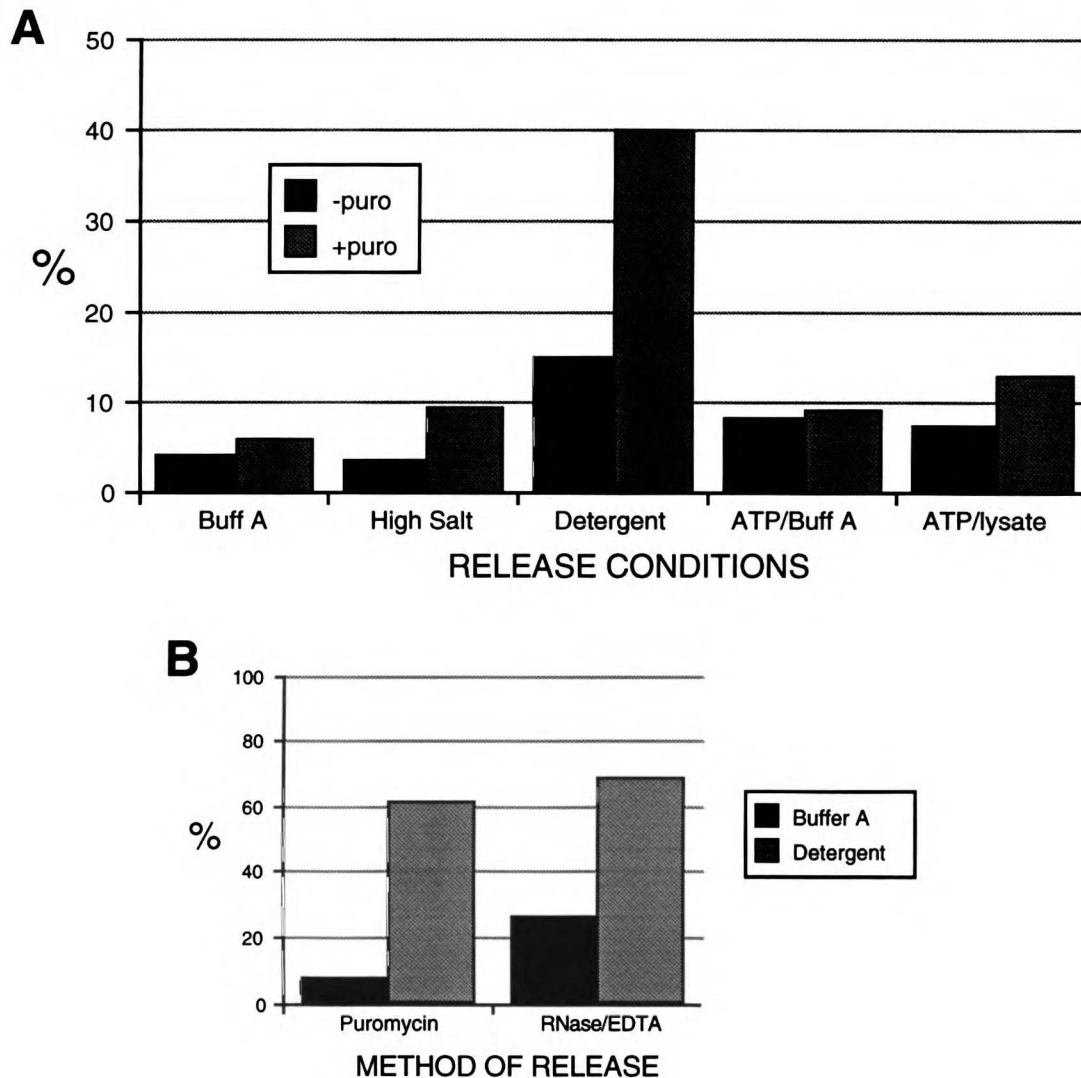 A
50
40
30
20
10
0
%
-puro
+puro
Buff A
High Salt
Detergent
ATP/Buff A
ATP/lysate
RELEASE CONDITIONS
B
100
80
60
40
20
0
%
Buffer A
Detergent
Puromycin
RNase/EDTA
METHOD OF RELEASE